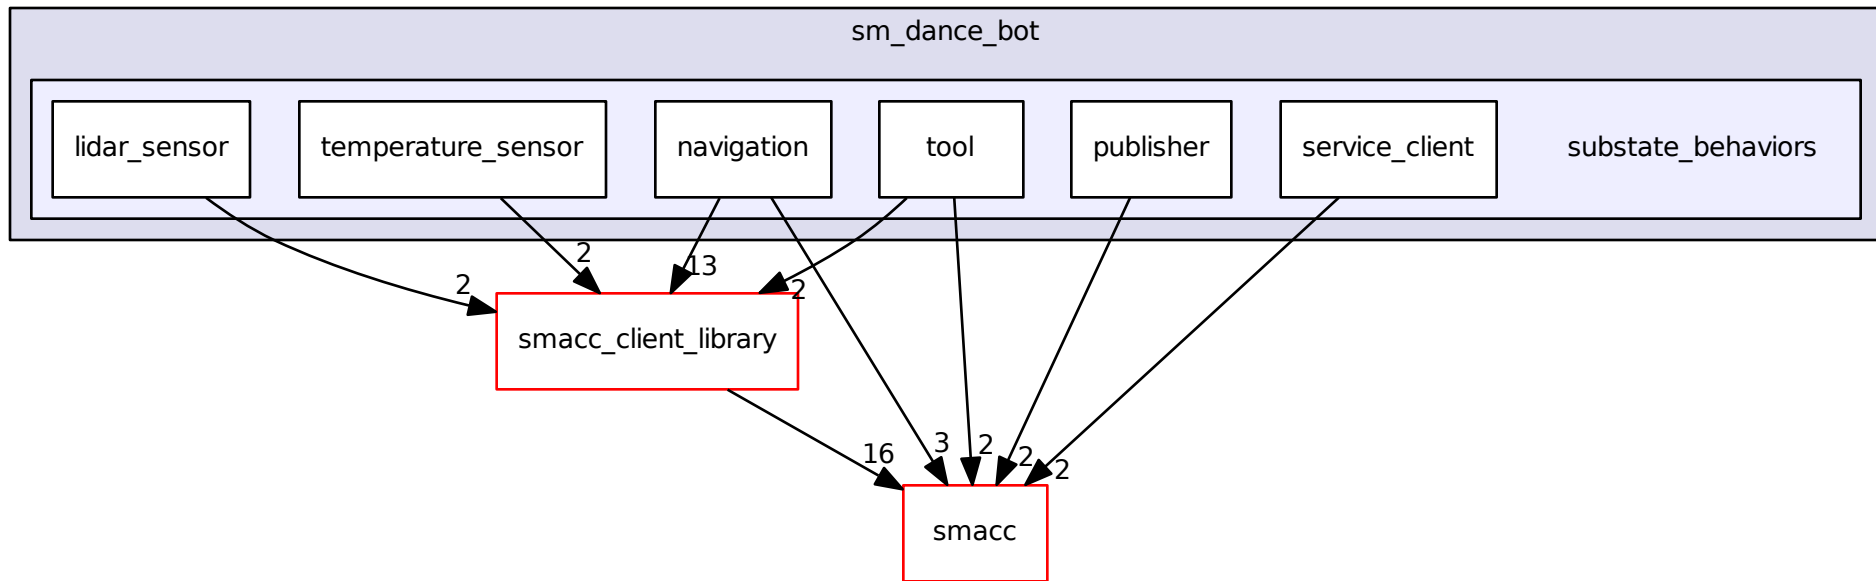 sm_dance_bot
lidar_sensor
temperature_sensor
navigation
tool
publisher
service_client
substate_behaviors
2
2
13
2
smacc_client_library
16
3
2
2
2
smacc